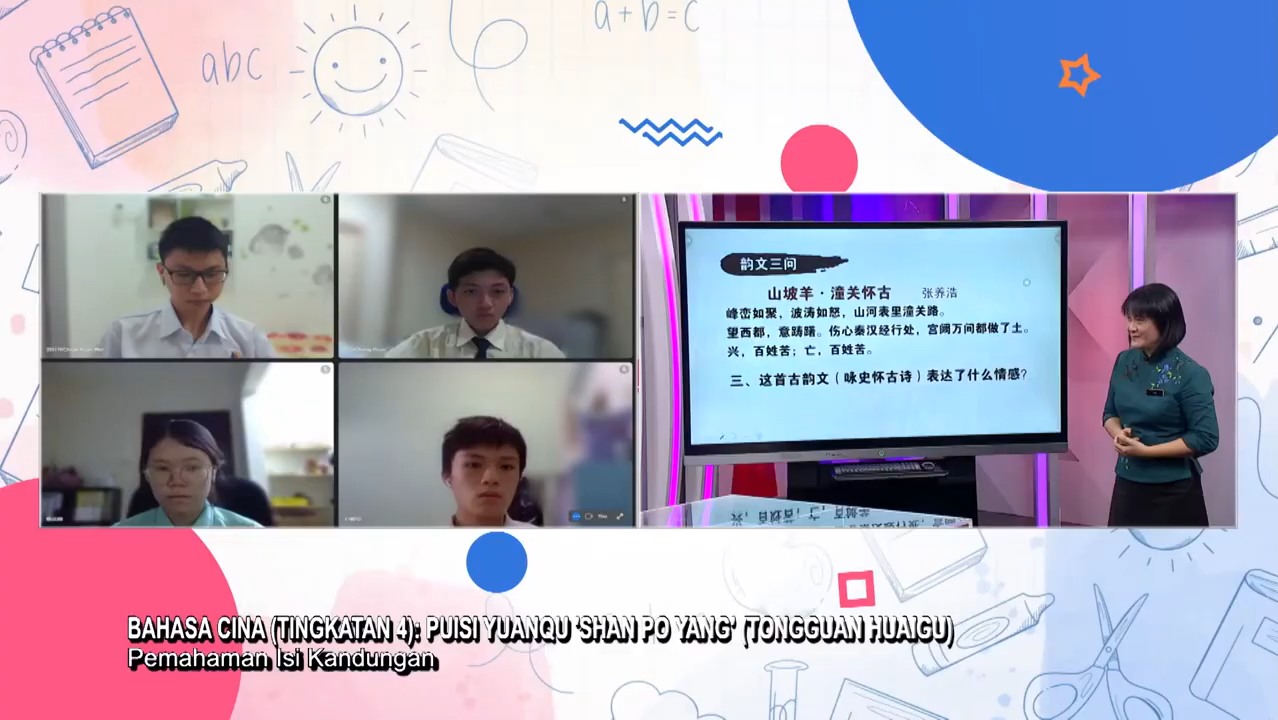 abc
a+b=c
韵文三问
山坡羊·潼关怀古 张养浩
峰峦如聚，波涛如怒，山河表里潼关路。
望西都，意踌躇。伤心秦汉经行处，宫阙万间都做了土。
兴，百姓苦；亡，百姓苦。
三、这首古韵文（咏史怀古诗）表达了什么情感？
BAHASA CINA (TINGKATAN 4): PUISI YUANQU 'SHAN PO YANG' (TONGGUAN HUAIGU)
Pemahaman Isi Kandungan